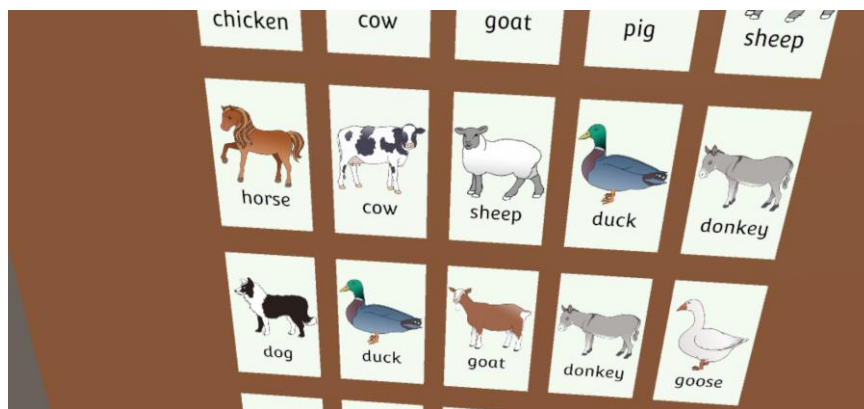 chicken cow goat pig sheep
horse cow sheep duck donkey
dog duck goat donkey goose